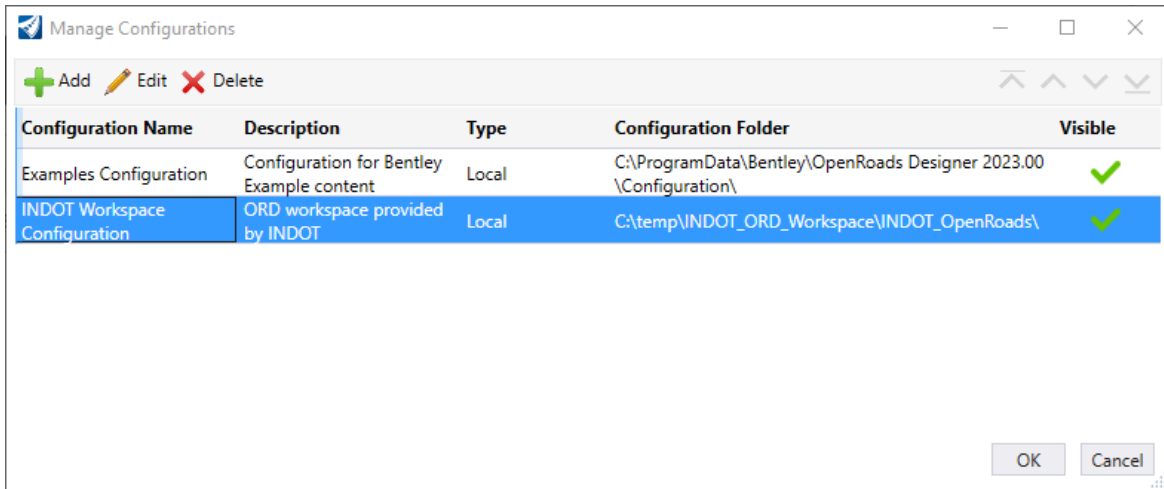 Manage Configurations
Add Edit Delete
Configuration Name Description Type Configuration Folder Visible
Examples Configuration Configuration for Bentley Example content Local C:\ProgramData\Bentley\OpenRoads Designer 2023.00 \Configuration\
INDOT Workspace Configuration ORD workspace provided by INDOT Local C:\temp\INDOT_ORD_Workspace\INDOT_OpenRoads\
OK Cancel